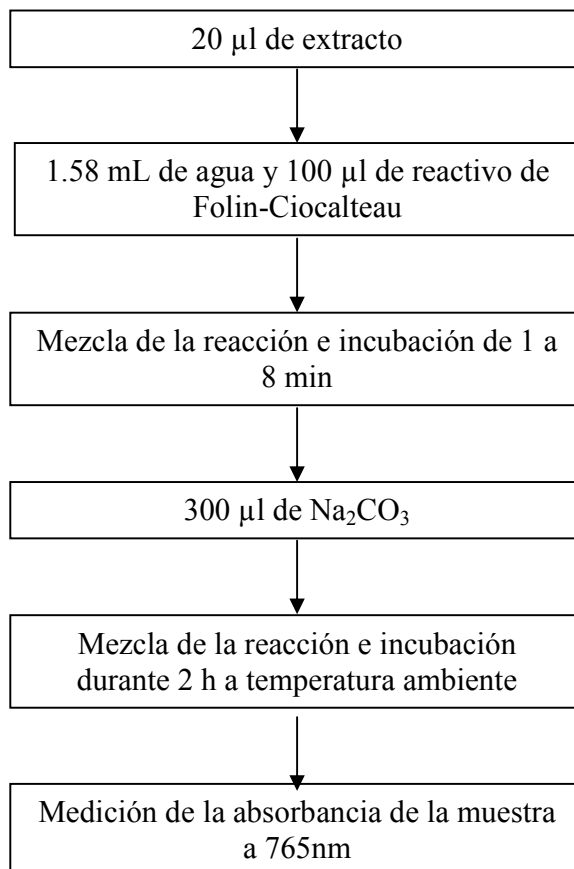 20 µl de extracto
1.58 mL de agua y 100 µl de reactivo de
Folin-Ciocalteau
Mezcla de la reacción e incubación de 1 a
8 min
300 µl de Na₂CO₃
Mezcla de la reacción e incubación
durante 2 h a temperatura ambiente
Medición de la absorbancia de la muestra
a 765nm